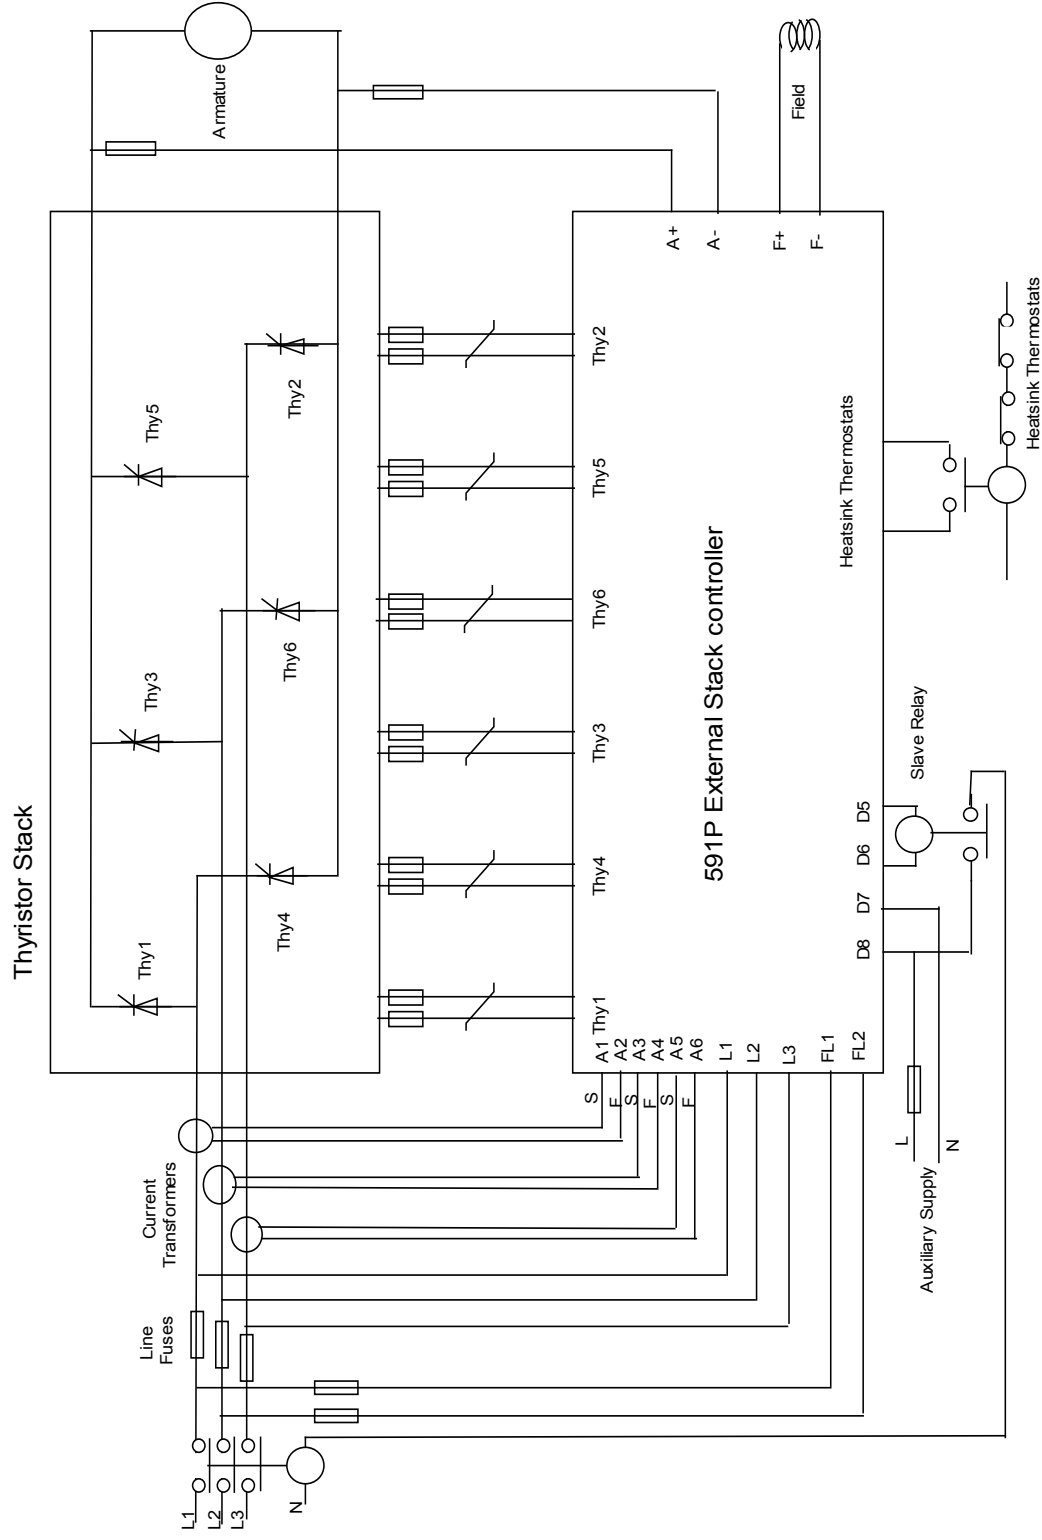 Thyristor Stack
Armature
Field
Thy5
Thy2
Thy3
Thy6
Thy1
Thy4
A+
A-
F+
F-
Thy2
Thy5
Thy6
Thy3
Thy4
Thy1
591P External Stack controller
Heatsink Thermostats
Heatsink Thermostats
Slave Relay
D5
D6
D7
D8
A1
A2
A3
A4
A5
A6
L1
L2
L3
FL1
FL2
S
F
S
F
S
F
L
N
Auxiliary Supply
Current
Transformers
Line
Fuses
L1
L2
L3
N